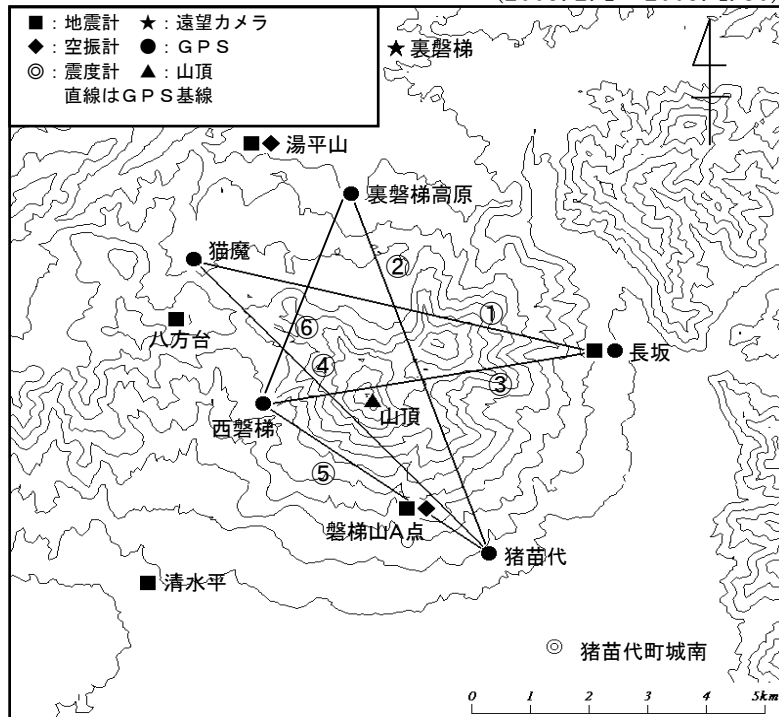 ■：地震計　★：遠望カメラ
◆：空振計　●：ＧＰＳ
◎：震度計　▲：山頂
直線はＧＰＳ基線
裏磐梯
湯平山
裏磐梯高原
猫魔
②
①
八方台
⑥
長坂
④
③
山頂
西磐梯
⑤
磐梯山A点
猪苗代
清水平
猪苗代町城南
0 1 2 3 4 5km